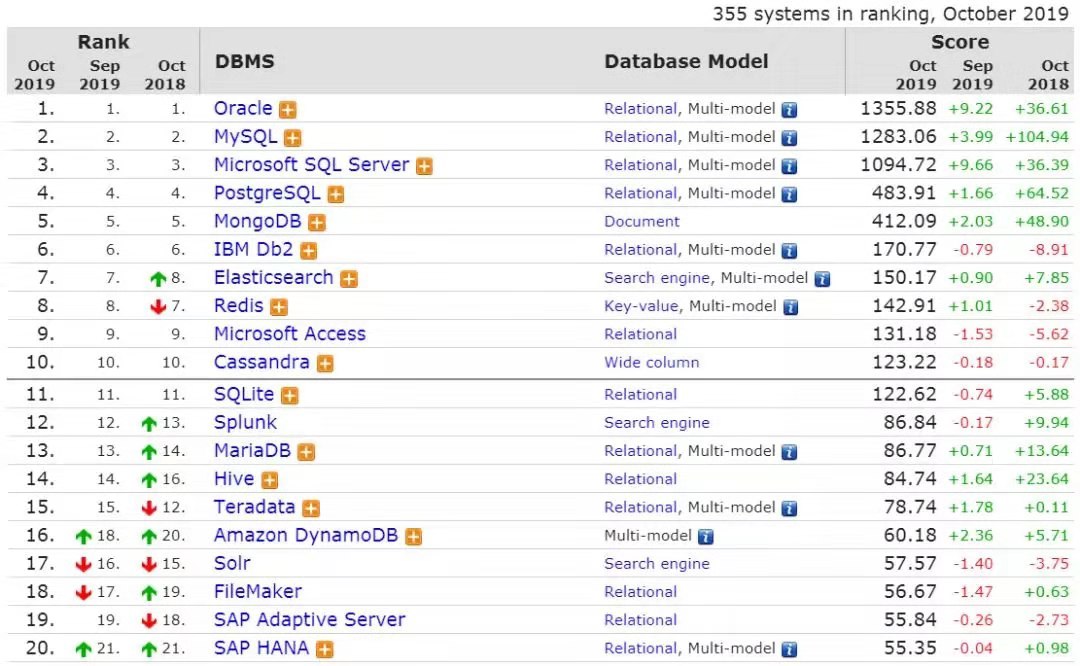 355 systems in ranking, October 2019
Rank DBMS Database Model Score
Oct 2019 Sep 2019 Oct 2018 Oct 2019 Sep 2019 Oct 2018
1. 1. 1. Oracle Relational, Multi-model 1355.88 +9.22 +36.61
2. 2. 2. MySQL Relational, Multi-model 1283.06 +3.99 +104.94
3. 3. 3. Microsoft SQL Server Relational, Multi-model 1094.72 +9.66 +36.39
4. 4. 4. PostgreSQL Relational, Multi-model 483.91 +1.66 +64.52
5. 5. 5. MongoDB Document 412.09 +2.03 +48.90
6. 6. 6. IBM Db2 Relational, Multi-model 170.77 -0.79 -8.91
7. 7. 8. Elasticsearch Search engine, Multi-model 150.17 +0.90 +7.85
8. 8. 7. Redis Key-value, Multi-model 142.91 +1.01 -2.38
9. 9. 9. Microsoft Access Relational 131.18 -1.53 -5.62
10. 10. 10. Cassandra Wide column 123.22 -0.18 -0.17
11. 11. 11. SQLite Relational 122.62 -0.74 +5.88
12. 12. 13. Splunk Search engine 86.84 -0.17 +9.94
13. 13. 14. MariaDB Relational, Multi-model 86.77 +0.71 +13.64
14. 14. 16. Hive Relational 84.74 +1.64 +23.64
15. 15. 12. Teradata Relational, Multi-model 78.74 +1.78 +0.11
16. 18. 20. Amazon DynamoDB Multi-model 60.18 +2.36 +5.71
17. 16. 15. Solr Search engine 57.57 -1.40 -3.75
18. 17. 19. FileMaker Relational 56.67 -1.47 +0.63
19. 19. 18. SAP Adaptive Server Relational 55.84 -0.26 -2.73
20. 21. 21. SAP HANA Relational, Multi-model 55.35 -0.04 +0.98